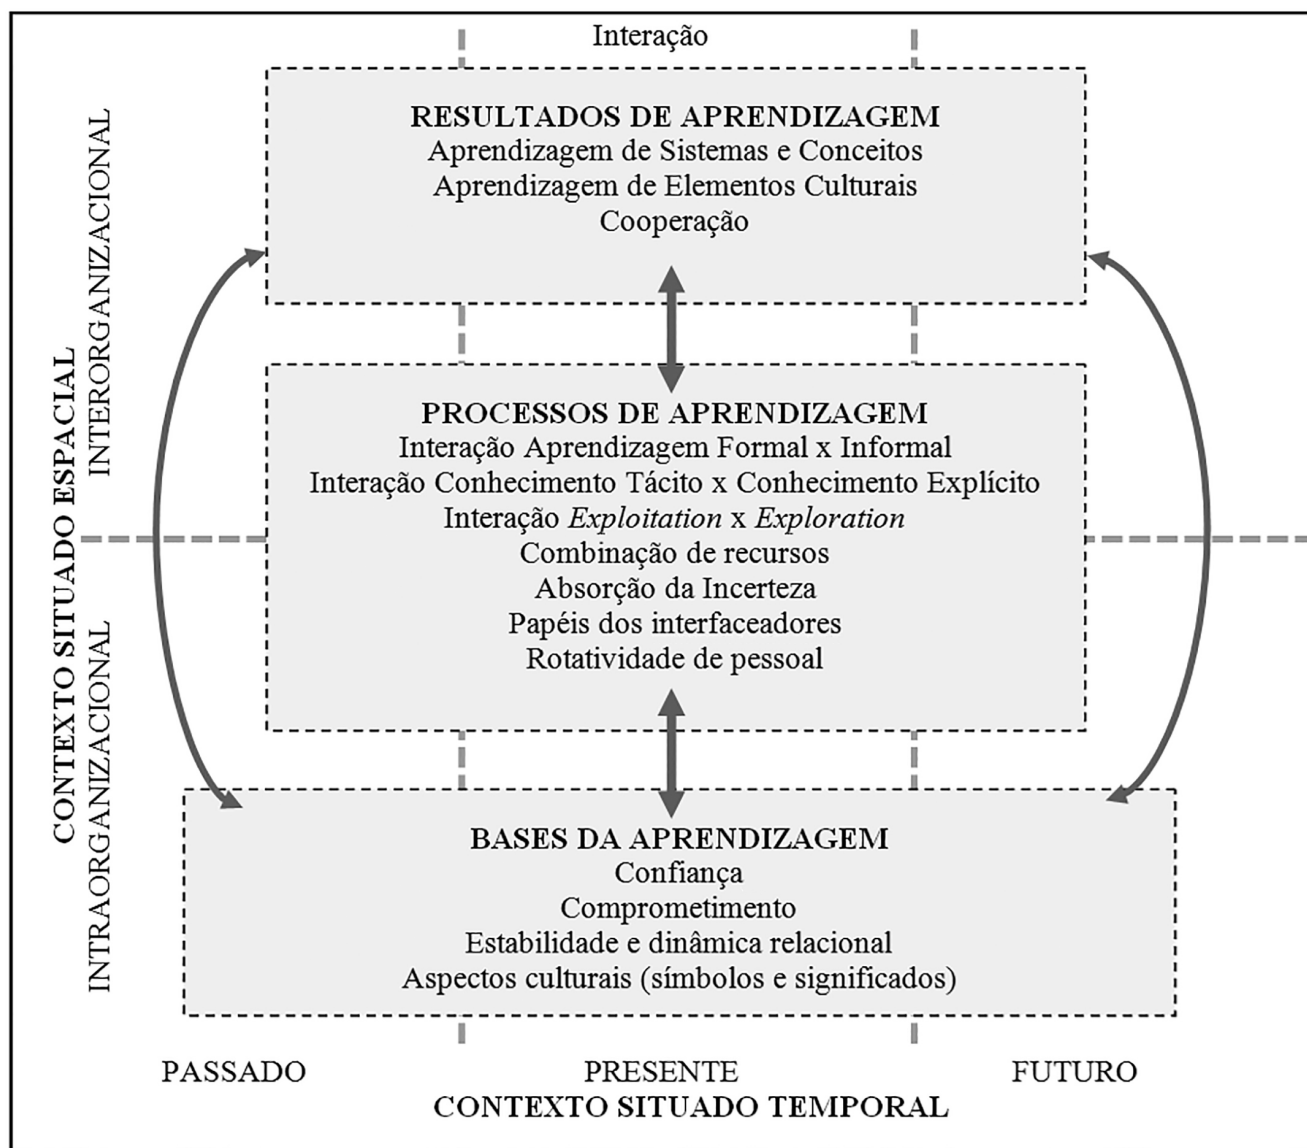 Interação
RESULTADOS DE APRENDIZAGEM
Aprendizagem de Sistemas e Conceitos
Aprendizagem de Elementos Culturais
Cooperação
PROCESSOS DE APRENDIZAGEM
Interação Aprendizagem Formal x Informal
Interação Conhecimento Tácito x Conhecimento Explícito
Interação Exploitation x Exploration
Combinação de recursos
Absorção da Incerteza
Papéis dos interfaceadores
Rotatividade de pessoal
BASES DA APRENDIZAGEM
Confiança
Comprometimento
Estabilidade e dinâmica relacional
Aspectos culturais (símbolos e significados)
CONTEXTO SITUADO ESPACIAL
INTERORGANIZACIONAL
INTRAORGANIZACIONAL
PASSADO
PRESENTE
FUTURO
CONTEXTO SITUADO TEMPORAL